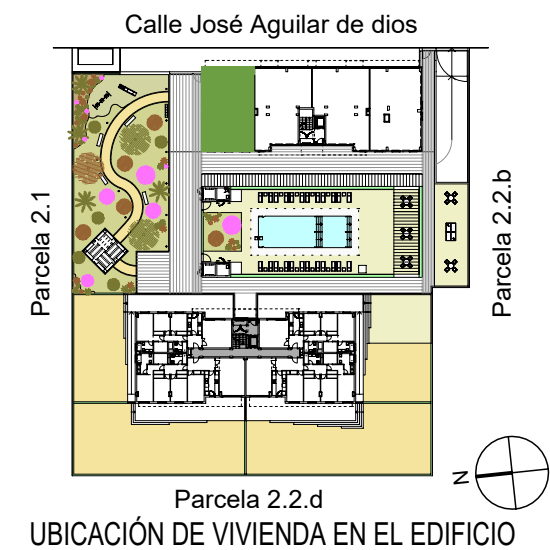 Calle José Aguilar de dios
Parcela 2.1
Parcela 2.2.b
Parcela 2.2.d
N
UBICACIÓN DE VIVIENDA EN EL EDIFICIO